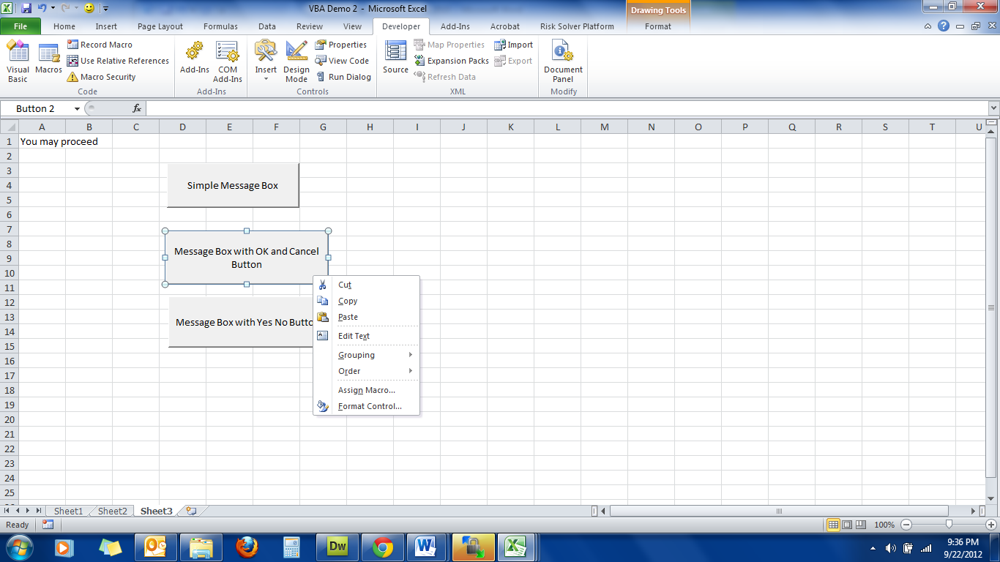 VBA Demo 2 - Microsoft Excel
Drawing Tools
File Home Insert Page Layout Formulas Data Review View Developer Add-Ins Acrobat Risk Solver Platform Format
Visual Basic
Macros
Record Macro
Use Relative References
Macro Security
Code
Add-Ins
COM Add-Ins
Add-Ins
Insert
Design Mode
Properties
View Code
Run Dialog
Controls
Source
Map Properties
Expansion Packs
Refresh Data
Import
Export
XML
Document Panel
Modify
Button 2 fx
A B C D E F G H I J K L M N O P Q R S T U
1 You may proceed
2
3
4
5
6
7
8
9
10
11
12
13
14
15
16
17
18
19
20
21
22
23
24
25
Simple Message Box
Message Box with OK and Cancel
Button
Message Box with Yes No Butto
Cut
Copy
Paste
Edit Text
Grouping
Order
Assign Macro...
Format Control...
Sheet1 Sheet2 Sheet3
Ready 100%
Dw
9:36 PM
9/22/2012